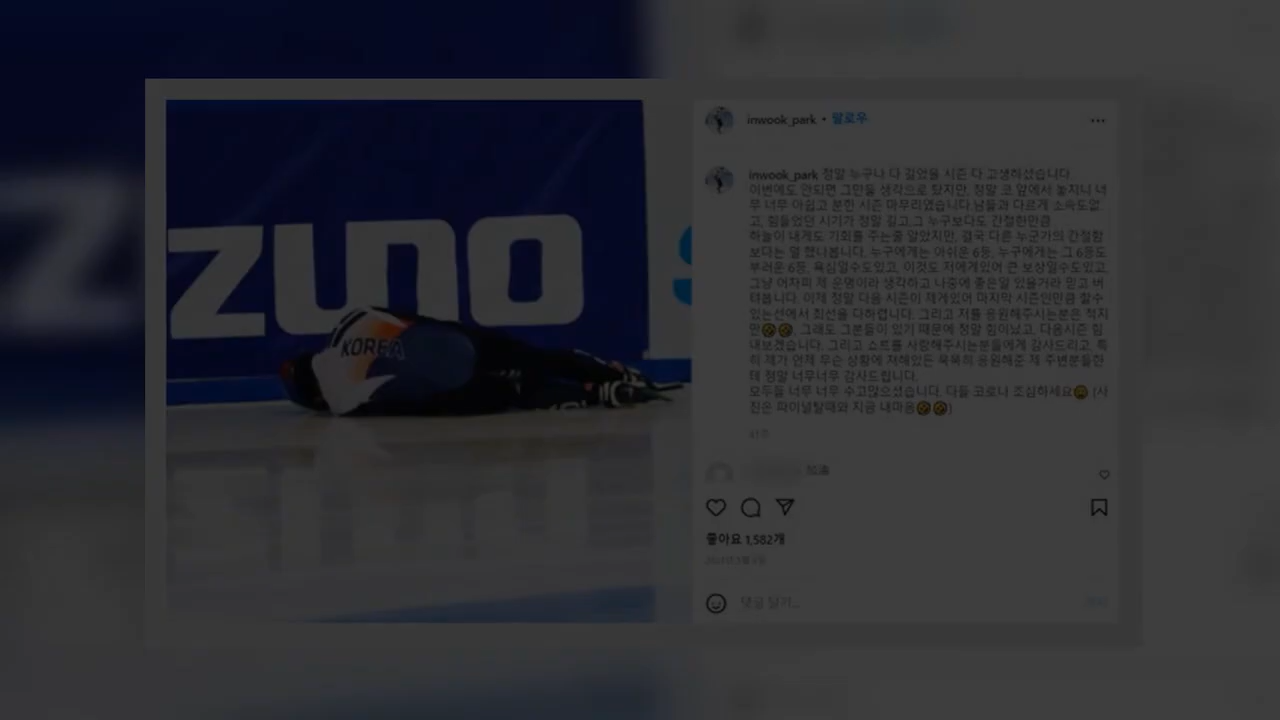 ZUNO
KOREA
inwook_park • 팔로우
inwook_park 정말 누구나 다 길었을 시즌 다 고생하셨습니다.
이번에도 안되면 그만둘 생각으로 탔지만, 정말 코 앞에서 놓치니 너
무 너무 아쉽고 분한 시즌 마무리였습니다.남들과 다르게 소속도없
고, 힘들었던 시기가 정말 길고,그 누구보다도 간절한만큼
하늘이 내게도 기회를 주는줄 알았지만, 결국 다른 누군가의 간절함
보다는 덜 했나봅니다. 누구에게는 아쉬운 6등, 누구에게는 그 6등도
부러운 6등, 욕심일수도있고, 이것도 저에게있어 큰 보상일수도있고,
그냥 어차피 제 운명이라 생각하고 나중에 좋은일 있을거라 믿고 버
텨봅니다. 이제 정말 다음 시즌이 제게있어 마지막 시즌인만큼 할수
있는선에서 최선을 다하렵니다. 그리고 저를 응원해주시는분은 적지
만🤣🤣, 그래도 그분들이 있기 때문에 정말 힘이났고, 다음시즌 힘
내보겠습니다. 그리고 쇼트를 사랑해주시는분들에게 감사드리고, 특
히 제가 언제 무슨 상황에 처해있든 묵묵히 응원해준 제 주변분들한
테 정말 너무너무 감사드립니다.
모두들 너무 너무 수고많으셨습니다. 다들 코로나 조심하세요😢 (사
진은 파이널탈때와 지금 내마음🤣🤣)
41주
加油
좋아요 1,582개
댓글 달기...
게시